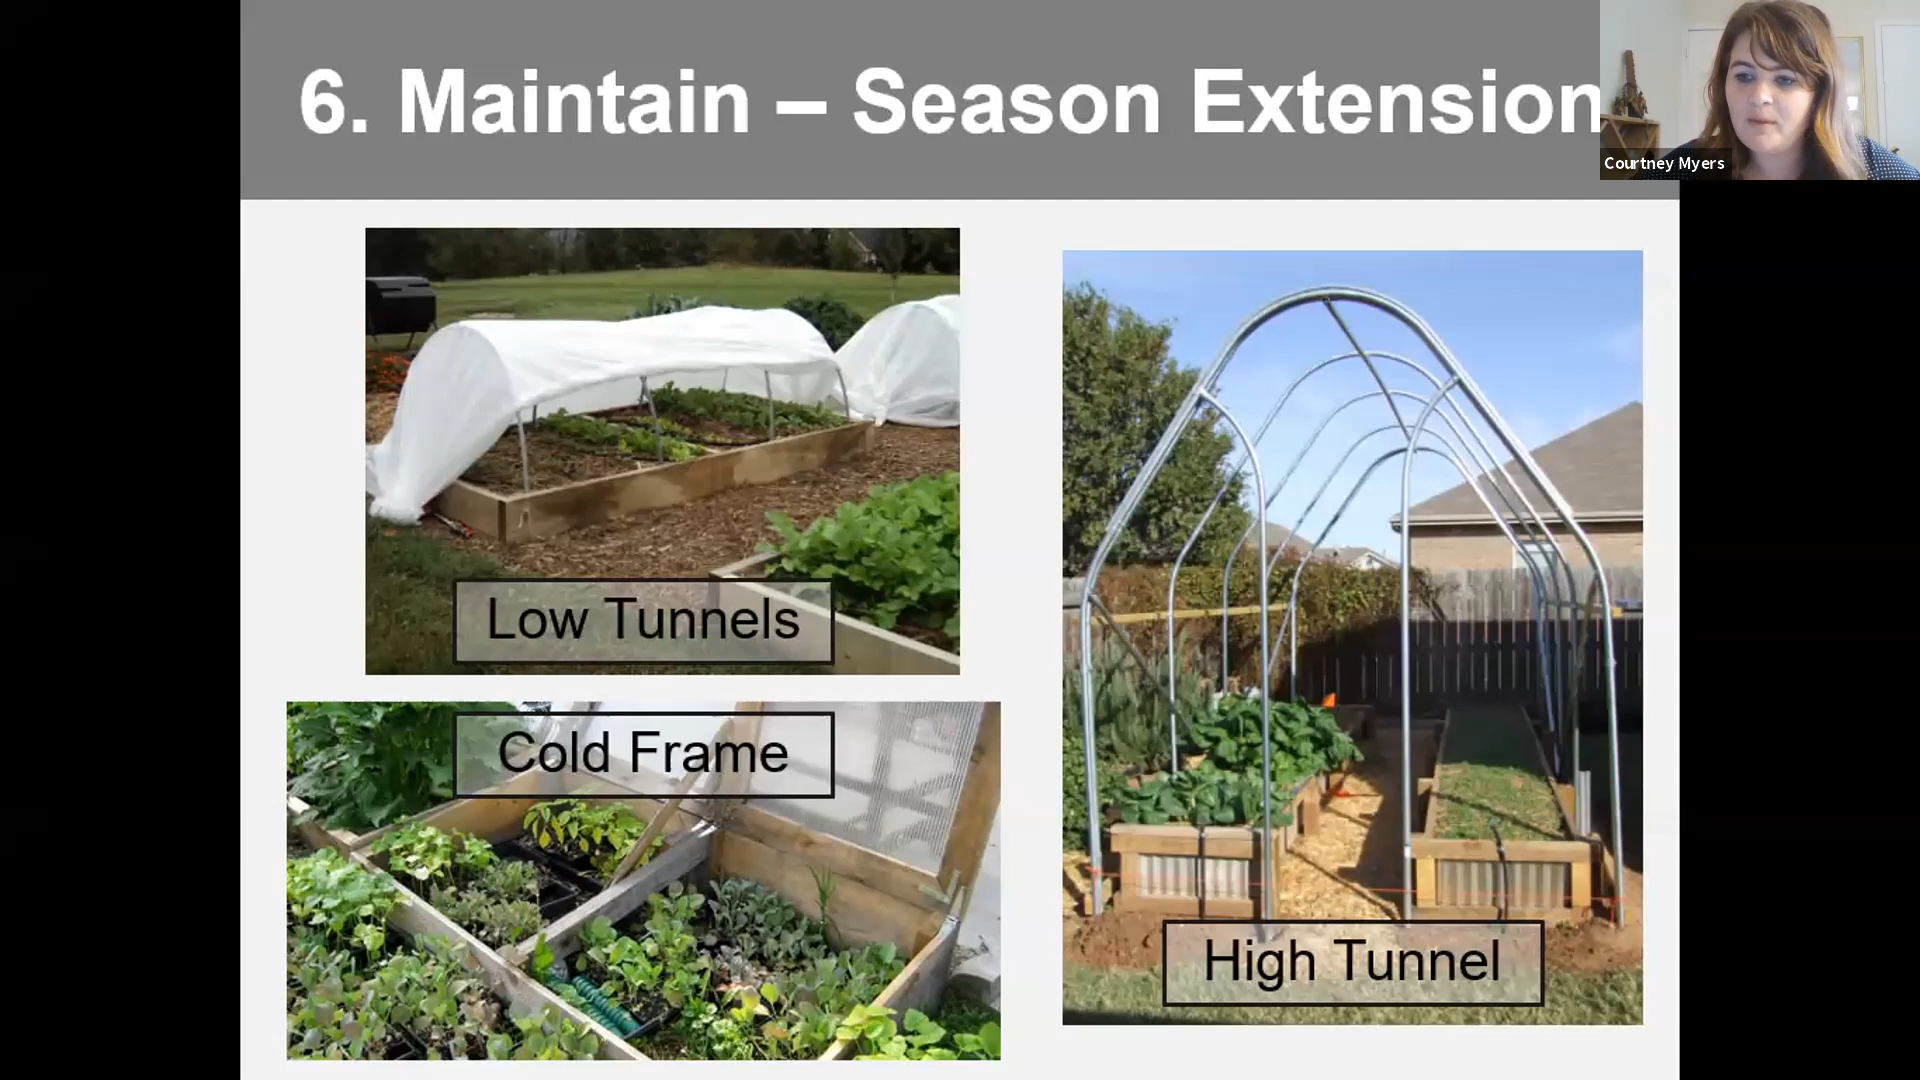 6. Maintain – Season Extension
Courtney Myers
Low Tunnels
Cold Frame
High Tunnel